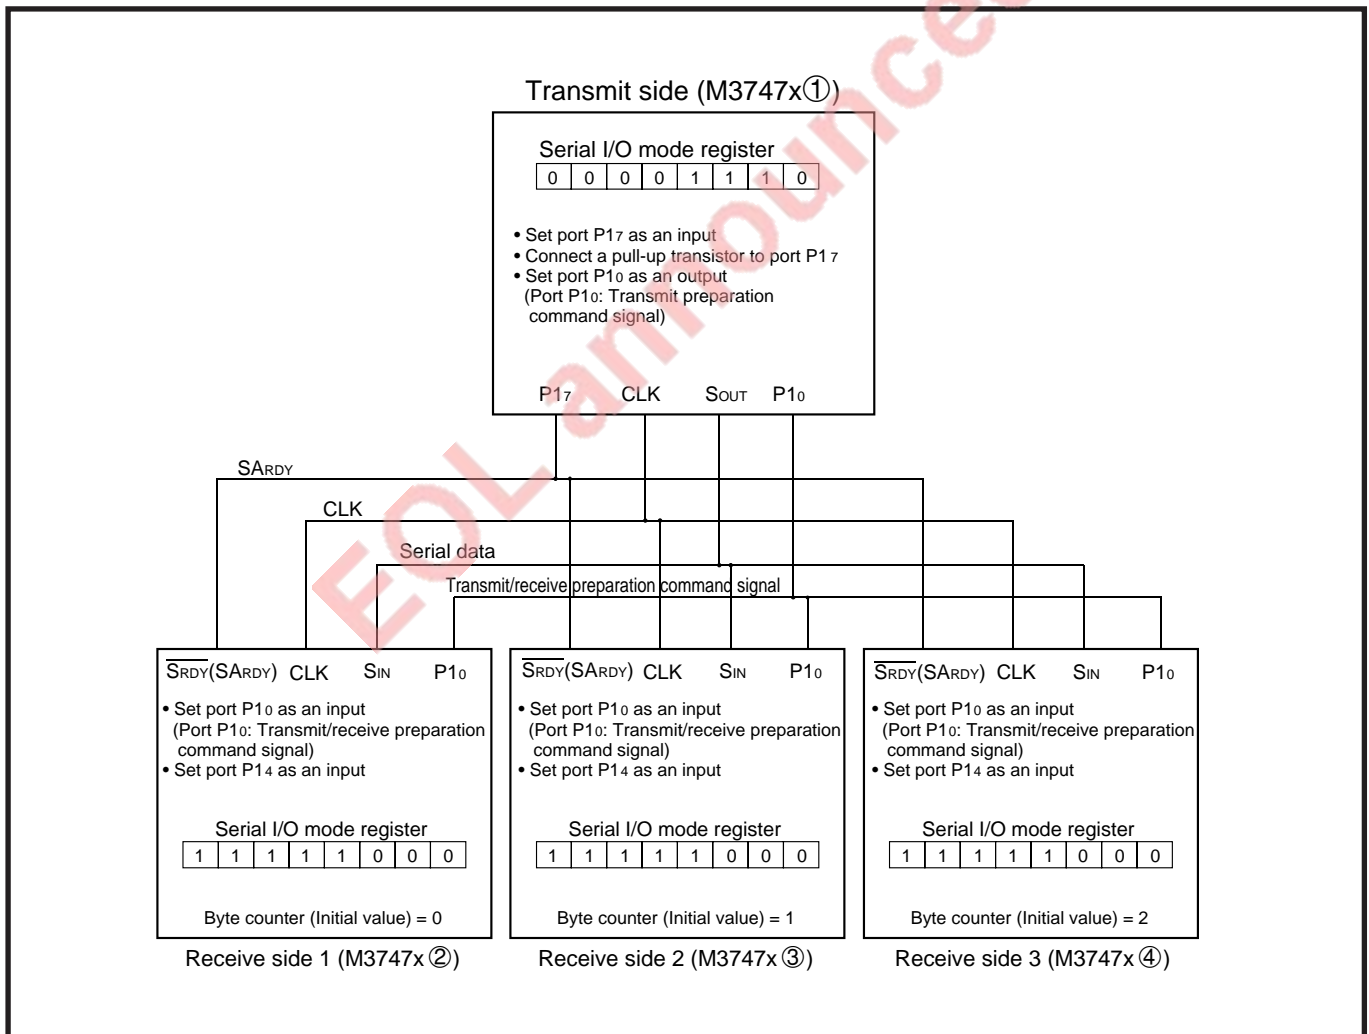 EOL announced
Transmit side (M3747x①)
Serial I/O mode register
0 0 0 0 1 1 1 0
• Set port P17 as an input
• Connect a pull-up transistor to port P17
• Set port P10 as an output
(Port P10: Transmit preparation
command signal)
P17 CLK SOUT P10
SARDY
CLK
Serial data
Transmit/receive preparation command signal
SRDY(SARDY) CLK SIN P10
• Set port P10 as an input
(Port P10: Transmit/receive preparation
command signal)
• Set port P14 as an input
Serial I/O mode register
1 1 1 1 1 0 0 0
Byte counter (Initial value) = 0
Receive side 1 (M3747x②)
SRDY(SARDY) CLK SIN P10
• Set port P10 as an input
(Port P10: Transmit/receive preparation
command signal)
• Set port P14 as an input
Serial I/O mode register
1 1 1 1 1 0 0 0
Byte counter (Initial value) = 1
Receive side 2 (M3747x③)
SRDY(SARDY) CLK SIN P10
• Set port P10 as an input
(Port P10: Transmit/receive preparation
command signal)
• Set port P14 as an input
Serial I/O mode register
1 1 1 1 1 0 0 0
Byte counter (Initial value) = 2
Receive side 3 (M3747x④)